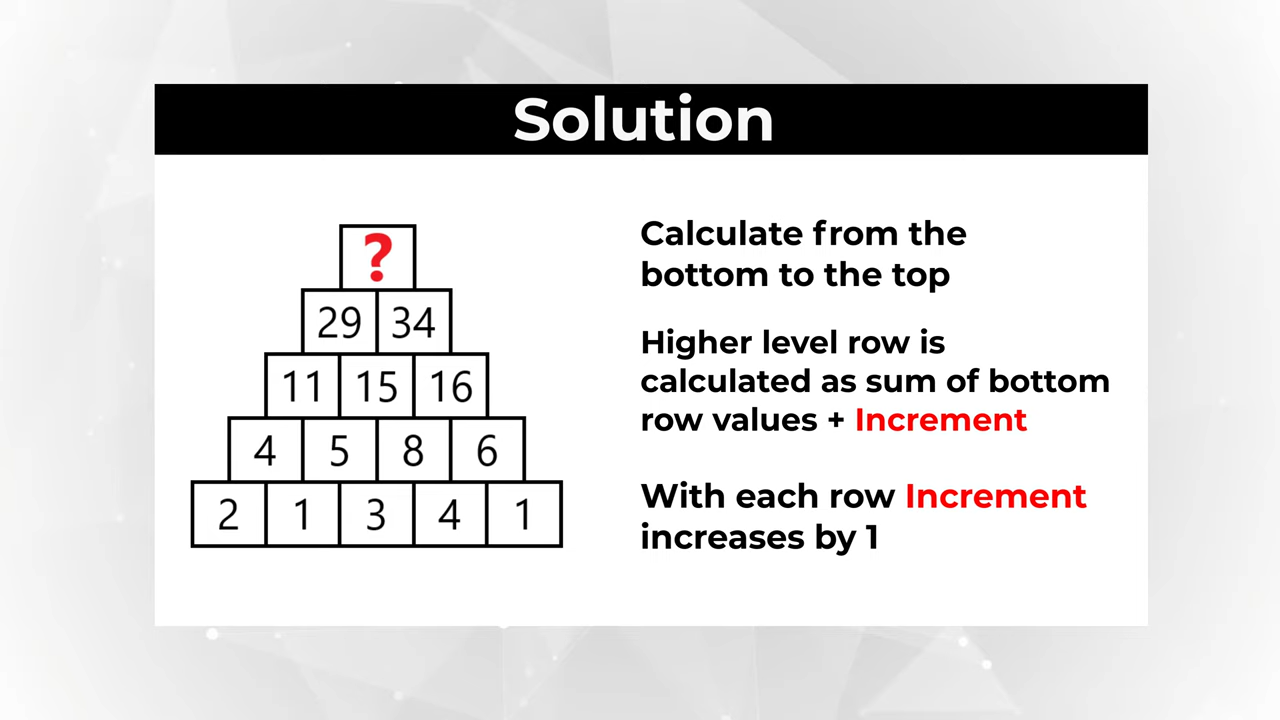 Solution
?
29 34
11 15 16
4 5 8 6
2 1 3 4 1
Calculate from the
bottom to the top
Higher level row is
calculated as sum of bottom
row values + Increment
With each row Increment
increases by 1